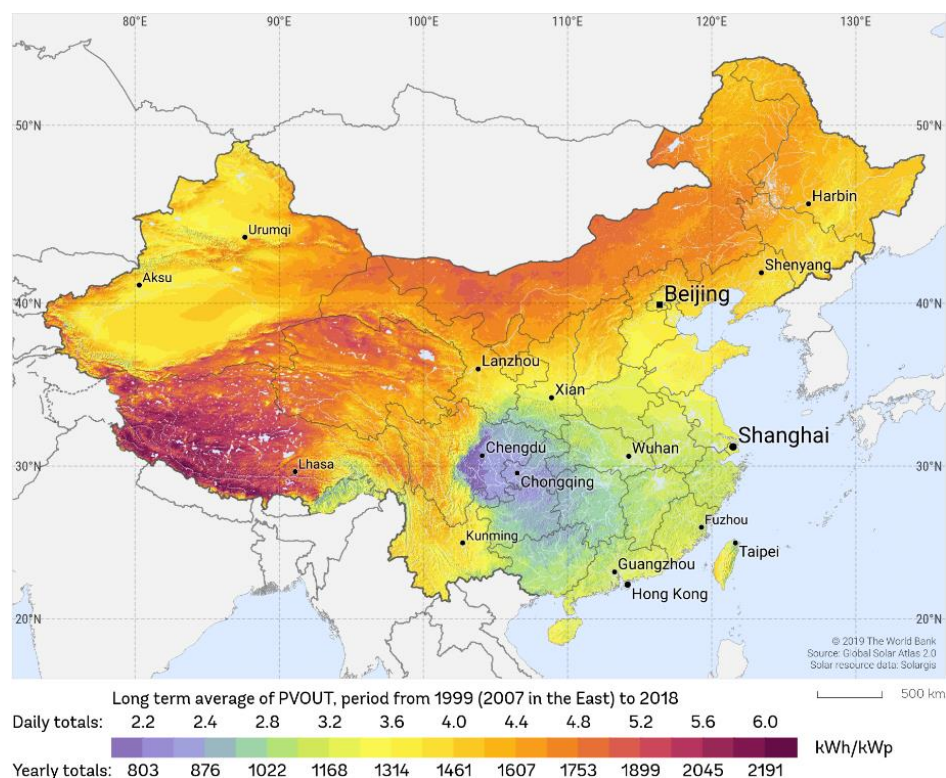 80°E 90°E 100°E 110°E 120°E 130°E
50°N 50°N
Harbin
Urumqi
Shenyang
Aksu
Beijing
40°N 40°N
Lanzhou
Xian
Shanghai
Chengdu Wuhan
30°N 30°N
Lhasa
Chongqing
Fuzhou
Kunming
Taipei
Guangzhou
Hong Kong
20°N 20°N
© 2019 The World Bank
Source: Global Solar Atlas 2.0
Solar resource data: Solargis
Long term average of PVOUT, period from 1999 (2007 in the East) to 2018
500 km
Daily totals: 2.2 2.4 2.8 3.2 3.6 4.0 4.4 4.8 5.2 5.6 6.0
kWh/kWp
Yearly totals: 803 876 1022 1168 1314 1461 1607 1753 1899 2045 2191